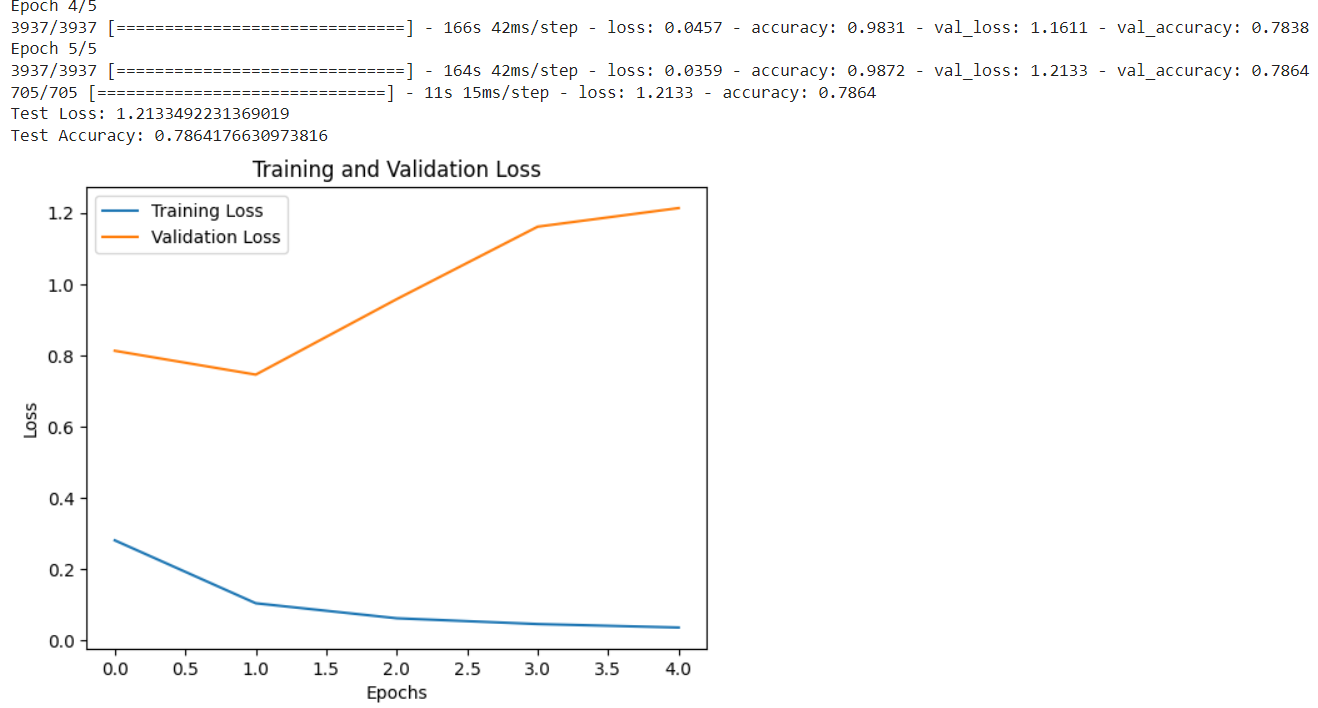 Epoch 4/5
3937/3937 [==============================] - 166s 42ms/step - loss: 0.0457 - accuracy: 0.9831 - val_loss: 1.1611 - val_accuracy: 0.7838
Epoch 5/5
3937/3937 [==============================] - 164s 42ms/step - loss: 0.0359 - accuracy: 0.9872 - val_loss: 1.2133 - val_accuracy: 0.7864
705/705 [==============================] - 11s 15ms/step - loss: 1.2133 - accuracy: 0.7864
Test Loss: 1.2133492231369019
Test Accuracy: 0.7864176630973816
Training and Validation Loss
Training Loss
Validation Loss
1.2
1.0
0.8
0.6
0.4
0.2
0.0
Loss
0.0 0.5 1.0 1.5 2.0 2.5 3.0 3.5 4.0
Epochs